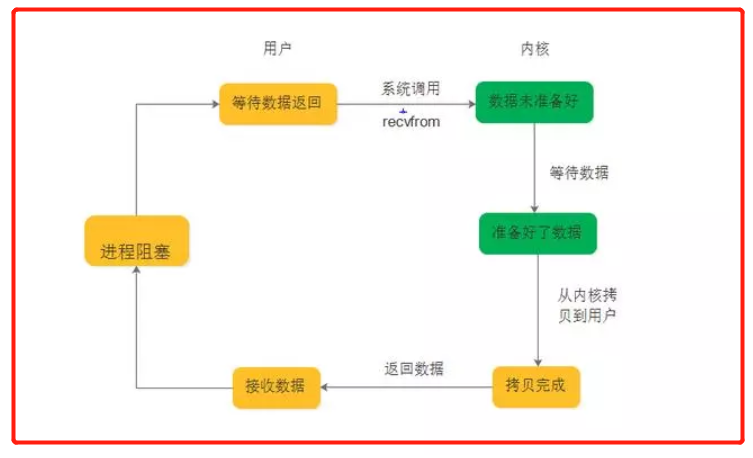 用户
内核
等待数据返回
系统调用
recvfrom
数据未准备好
等待数据
进程阻塞
准备好了数据
从内核拷
贝到用户
接收数据
返回数据
拷贝完成